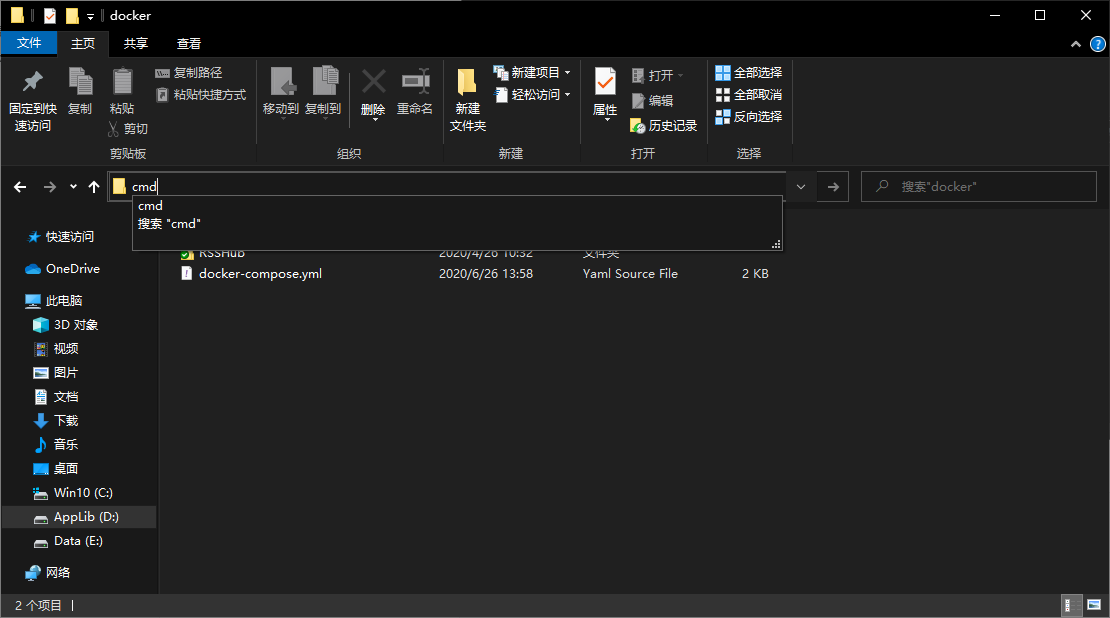 docker
文件 主页 共享 查看
固定到快速访问
复制
粘贴
复制路径
粘贴快捷方式
剪切
剪贴板
移动到
复制到
删除
重命名
组织
新建文件夹
新建项目
轻松访问
新建
属性
打开
编辑
历史记录
打开
全部选择
全部取消
反向选择
选择
cmd
搜索"docker"
cmd
搜索 "cmd"
RSSHub 2020/4/26 10:32 文件夹
docker-compose.yml 2020/6/26 13:58 Yaml Source File 2 KB
快速访问
OneDrive
此电脑
3D 对象
视频
图片
文档
下载
音乐
桌面
Win10 (C:)
AppLib (D:)
Data (E:)
网络
2 个项目